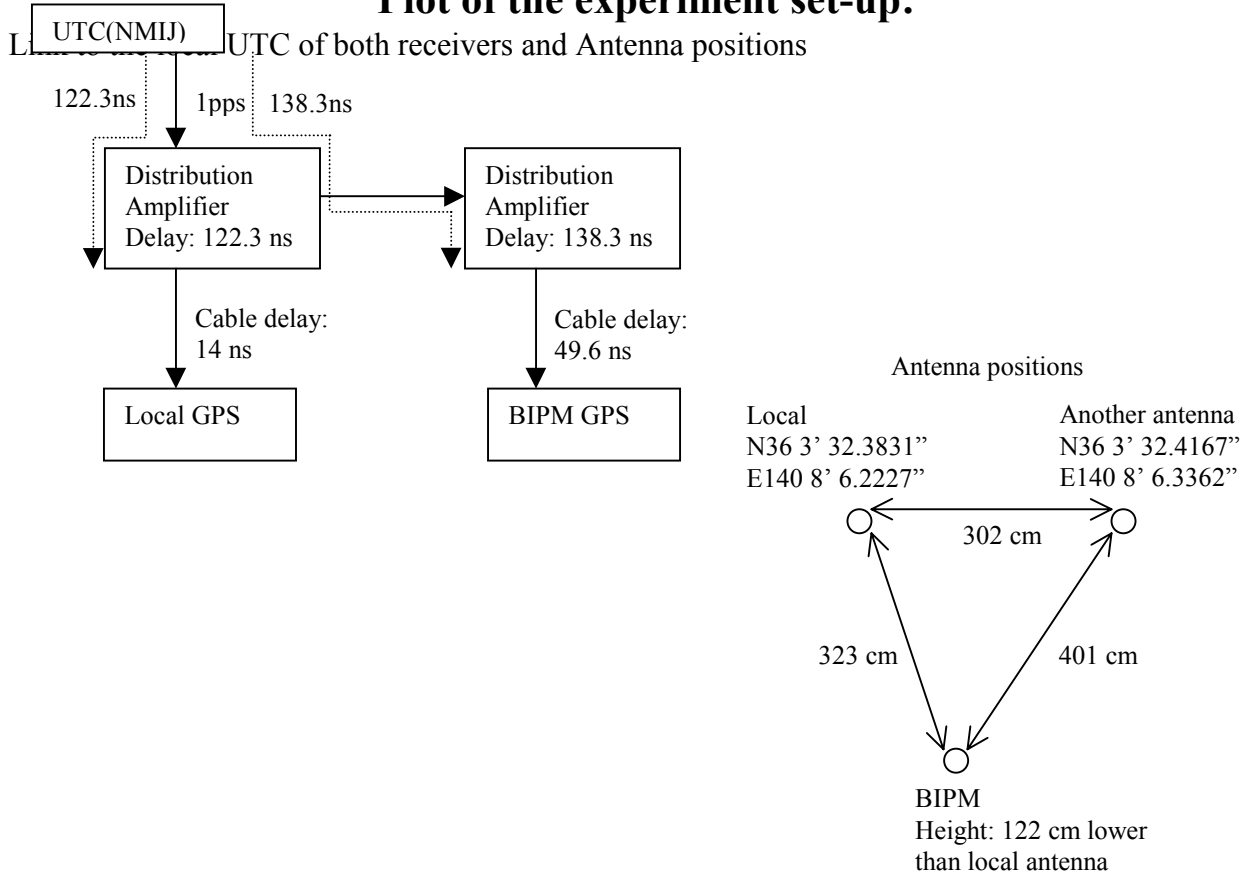 Plot of the experiment set-up:
UTC(NMIJ)
UTC of both receivers and Antenna positions
122.3ns
1pps
138.3ns
Distribution
Amplifier
Delay: 122.3 ns
Distribution
Amplifier
Delay: 138.3 ns
Cable delay:
14 ns
Cable delay:
49.6 ns
Local GPS
BIPM GPS
Antenna positions
Local
N36 3’ 32.3831”
E140 8’ 6.2227”
Another antenna
N36 3’ 32.4167”
E140 8’ 6.3362”
302 cm
323 cm
401 cm
BIPM
Height: 122 cm lower
than local antenna